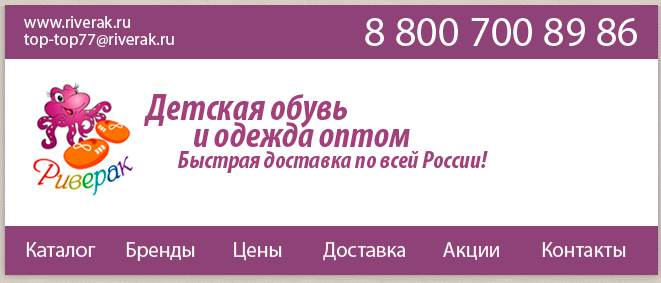 www.riverak.ru
top-top77@riverak.ru
8 800 700 89 86
Детская обувь
и одежда оптом
Быстрая доставка по всей России!
Риверак
Каталог Бренды Цены Доставка Акции Контакты